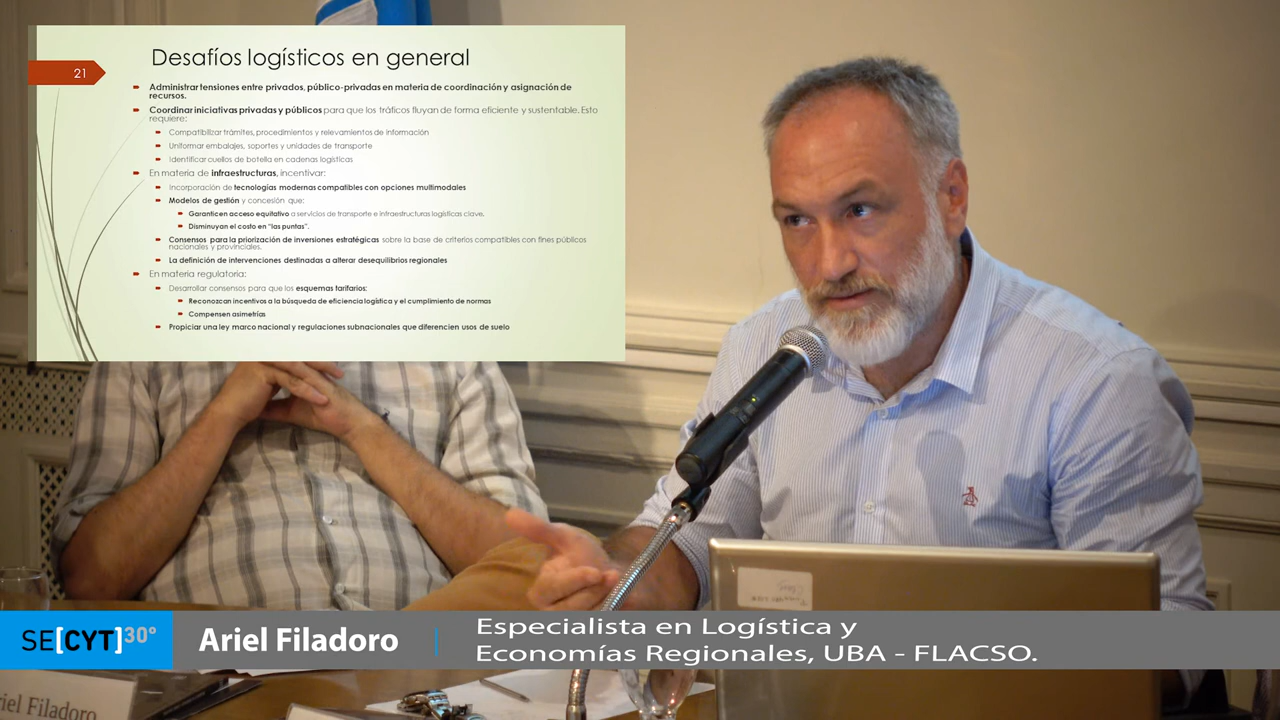 21
Desafíos logísticos en general
Administrar tensiones entre privados, público-privadas en materia de coordinación y asignación de
recursos.
Coordinar iniciativas privadas y públicos para que los tráficos fluyan de forma eficiente y sustentable. Esto
requiere:
Compatibilizar trámites, procedimientos y relevamientos de información
Uniformar embalajes, soportes y unidades de transporte
Identificar cuellos de botella en cadenas logísticas
En materia de infraestructuras, incentivar:
Incorporación de tecnologías modernas compatibles con opciones multimodales
Modelos de gestión y concesión que:
Garanticen acceso equitativo a servicios de transporte e infraestructuras logísticas clave.
Disminuyan el costo en "las puntas".
Consensos para la priorización de inversiones estratégicas sobre la base de criterios compatibles con fines públicos
nacionales y provinciales.
La definición de intervenciones destinadas a alterar desequilibrios regionales
En materia regulatoria:
Desarrollar consensos para que los esquemas tarifarios:
Reconozcan incentivos a la búsqueda de eficiencia logística y el cumplimiento de normas
Compensen asimetrías
Propiciar una ley marco nacional y regulaciones subnacionales que diferencien usos de suelo
SE[CYT]30°
Ariel Filadoro
Especialista en Logística y
Economías Regionales, UBA - FLACSO.
riel Filadoro